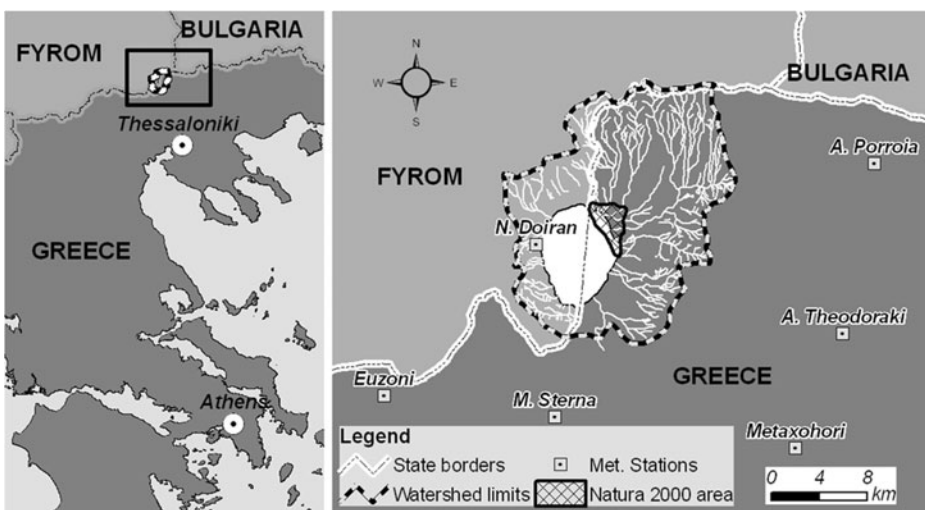 BULGARIA
FYROM
Thessaloniki
GREECE
Athens
N
W E
S
BULGARIA
A. Porroia
FYROM
N. Doiran
A. Theodoraki
GREECE
Euzoni
M. Sterna
Metaxohori
Legend
State borders
Met. Stations
Watershed limits
Natura 2000 area
0 4 8
km